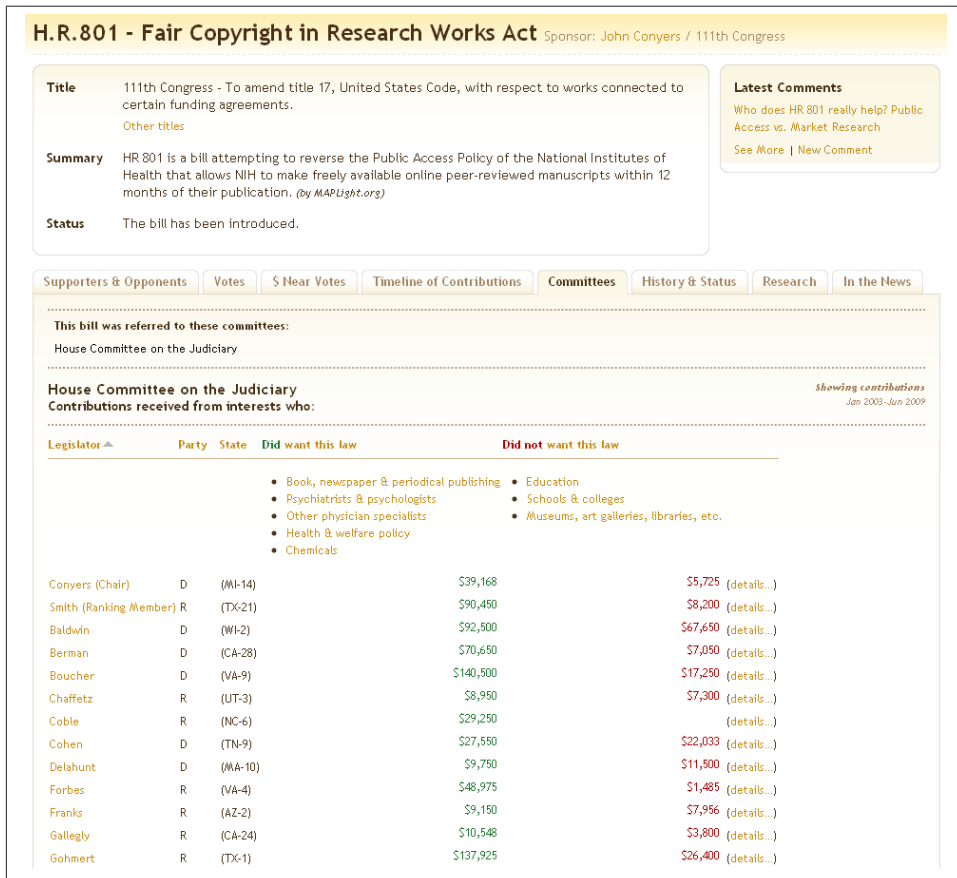 H.R.801 - Fair Copyright in Research Works Act Sponsor: John Conyers / 111th Congress
Title 111th Congress - To amend title 17, United States Code, with respect to works connected to
certain funding agreements.
Other titles
Summary HR 801 is a bill attempting to reverse the Public Access Policy of the National Institutes of
Health that allows NIH to make freely available online peer-reviewed manuscripts within 12
months of their publication. (by MAPLight.org)
Status The bill has been introduced.
Latest Comments
Who does HR 801 really help? Public
Access vs. Market Research
See More | New Comment
Supporters & Opponents Votes $ Near Votes Timeline of Contributions Committees History & Status Research In the News
This bill was referred to these committees:
House Committee on the Judiciary
House Committee on the Judiciary
Contributions received from interests who:
Showing contributions
Jan 2003-Jun 2009
Legislator Party State Did want this law Did not want this law
• Book, newspaper & periodical publishing • Education
• Psychiatrists & psychologists • Schools & colleges
• Other physician specialists • Museums, art galleries, libraries, etc.
• Health & welfare policy
• Chemicals
Conyers (Chair) D (MI-14) $39,168 $5,725 (details...)
Smith (Ranking Member) R (TX-21) $90,450 $8,200 (details...)
Baldwin D (WI-2) $92,500 $67,650 (details...)
Berman D (CA-28) $70,650 $7,050 (details...)
Boucher D (VA-9) $140,500 $17,250 (details...)
Chaffetz R (UT-3) $8,950 $7,300 (details...)
Coble R (NC-6) $29,250 (details...)
Cohen D (TN-9) $27,550 $22,033 (details...)
Delahunt D (MA-10) $9,750 $11,500 (details...)
Forbes R (VA-4) $48,975 $1,485 (details...)
Franks R (AZ-2) $9,150 $7,956 (details...)
Gallegly R (CA-24) $10,548 $3,800 (details...)
Gohmert R (TX-1) $137,925 $26,400 (details...)